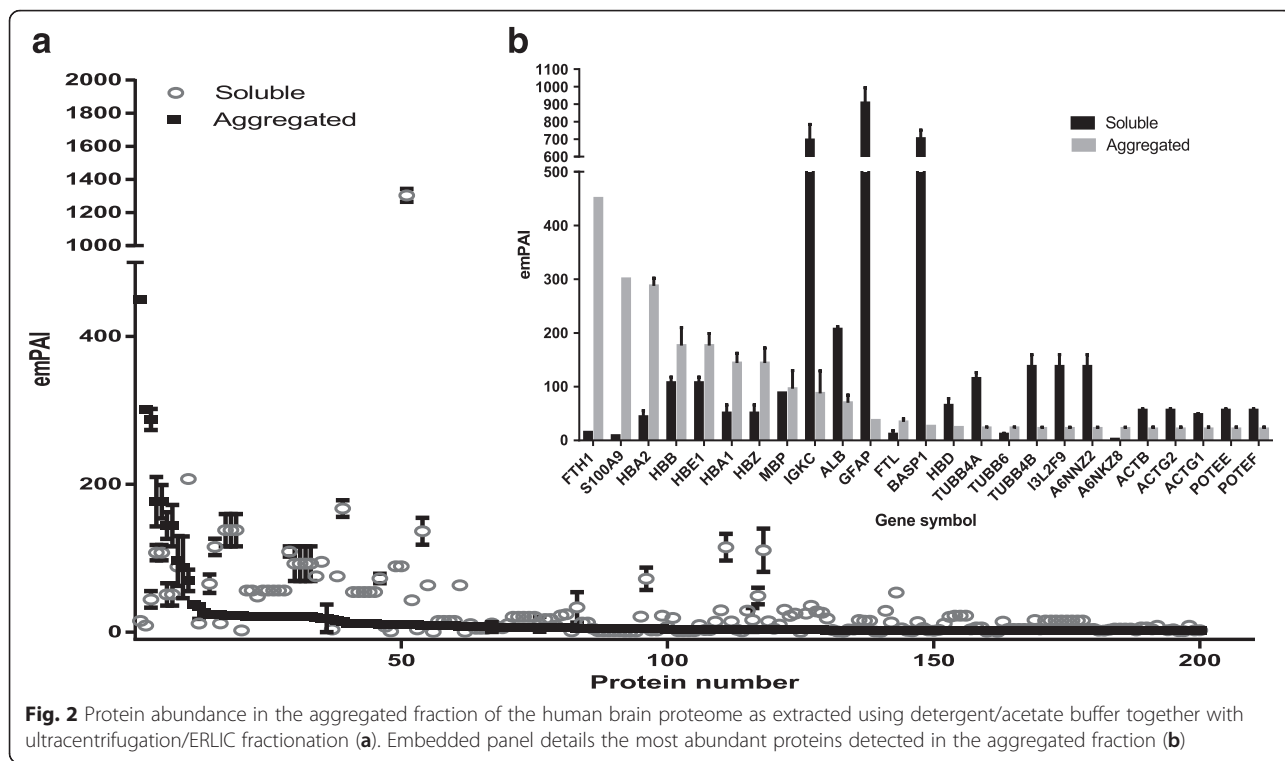 a
2000
1800
1600
1400
1200
1000
400
200
0
emPAI
Soluble
Aggregated
50
100
150
200
Protein number
b
1100
1000
900
800
700
600
500
400
300
200
100
0
emPAI
Soluble
Aggregated
FTH1
S100A9
HBA2
HBB
HBE1
HBA1
HBZ
MBP
IGKC
ALB
GFAP
FTL
BASP1
HBD
TUBB4A
TUBB6
TUBB4B
I3L2F9
A6NNZ2
A6NKZ8
ACTB
ACTG2
ACTG1
POTEE
POTEF
Gene symbol
Fig. 2 Protein abundance in the aggregated fraction of the human brain proteome as extracted using detergent/acetate buffer together with
ultracentrifugation/ERLIC fractionation (a). Embedded panel details the most abundant proteins detected in the aggregated fraction (b)